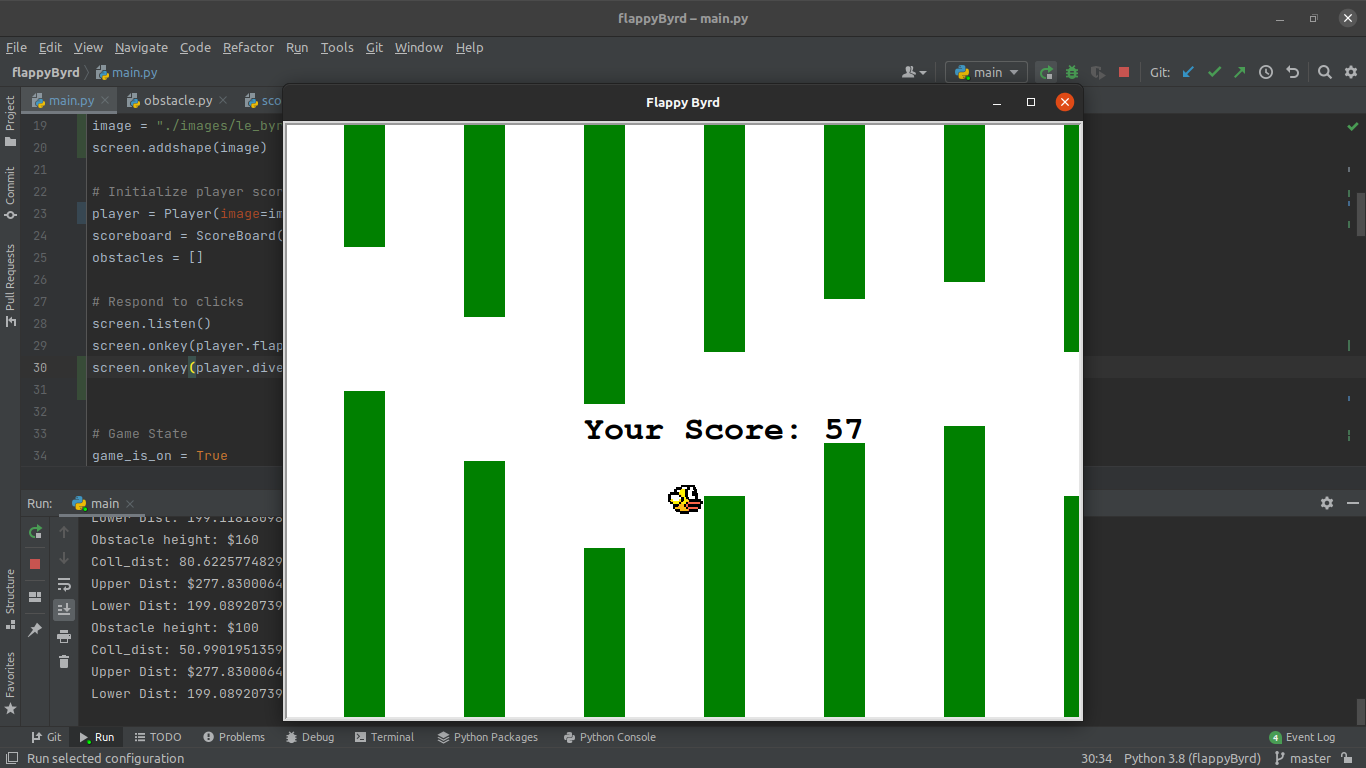 flappyByrd – main.py
File Edit View Navigate Code Refactor Run Tools Git Window Help
flappyByrd main.py main Git:
main.py obstacle.py sco
Flappy Byrd
Project
Commit
Pull Requests
Structure
Favorites
19 image = "./images/le_byr
20 screen.addshape(image)
21
22 # Initialize player scor
23 player = Player(image=im
24 scoreboard = ScoreBoard(
25 obstacles = []
26
27 # Respond to clicks
28 screen.listen()
29 screen.onkey(player.flap
30 screen.onkey(player.dive
31
32
33 # Game State
34 game_is_on = True
Your Score: 57
Run: main
Lower Dist: 199.11818098
Obstacle height: $160
Coll_dist: 80.6225774829
Upper Dist: $277.8300064
Lower Dist: 199.08920739
Obstacle height: $100
Coll_dist: 50.9901951359
Upper Dist: $277.8300064
Lower Dist: 199.08920739
Git Run TODO Problems Debug Terminal Python Packages Python Console 4 Event Log
Run selected configuration 30:34 Python 3.8 (flappyByrd) master